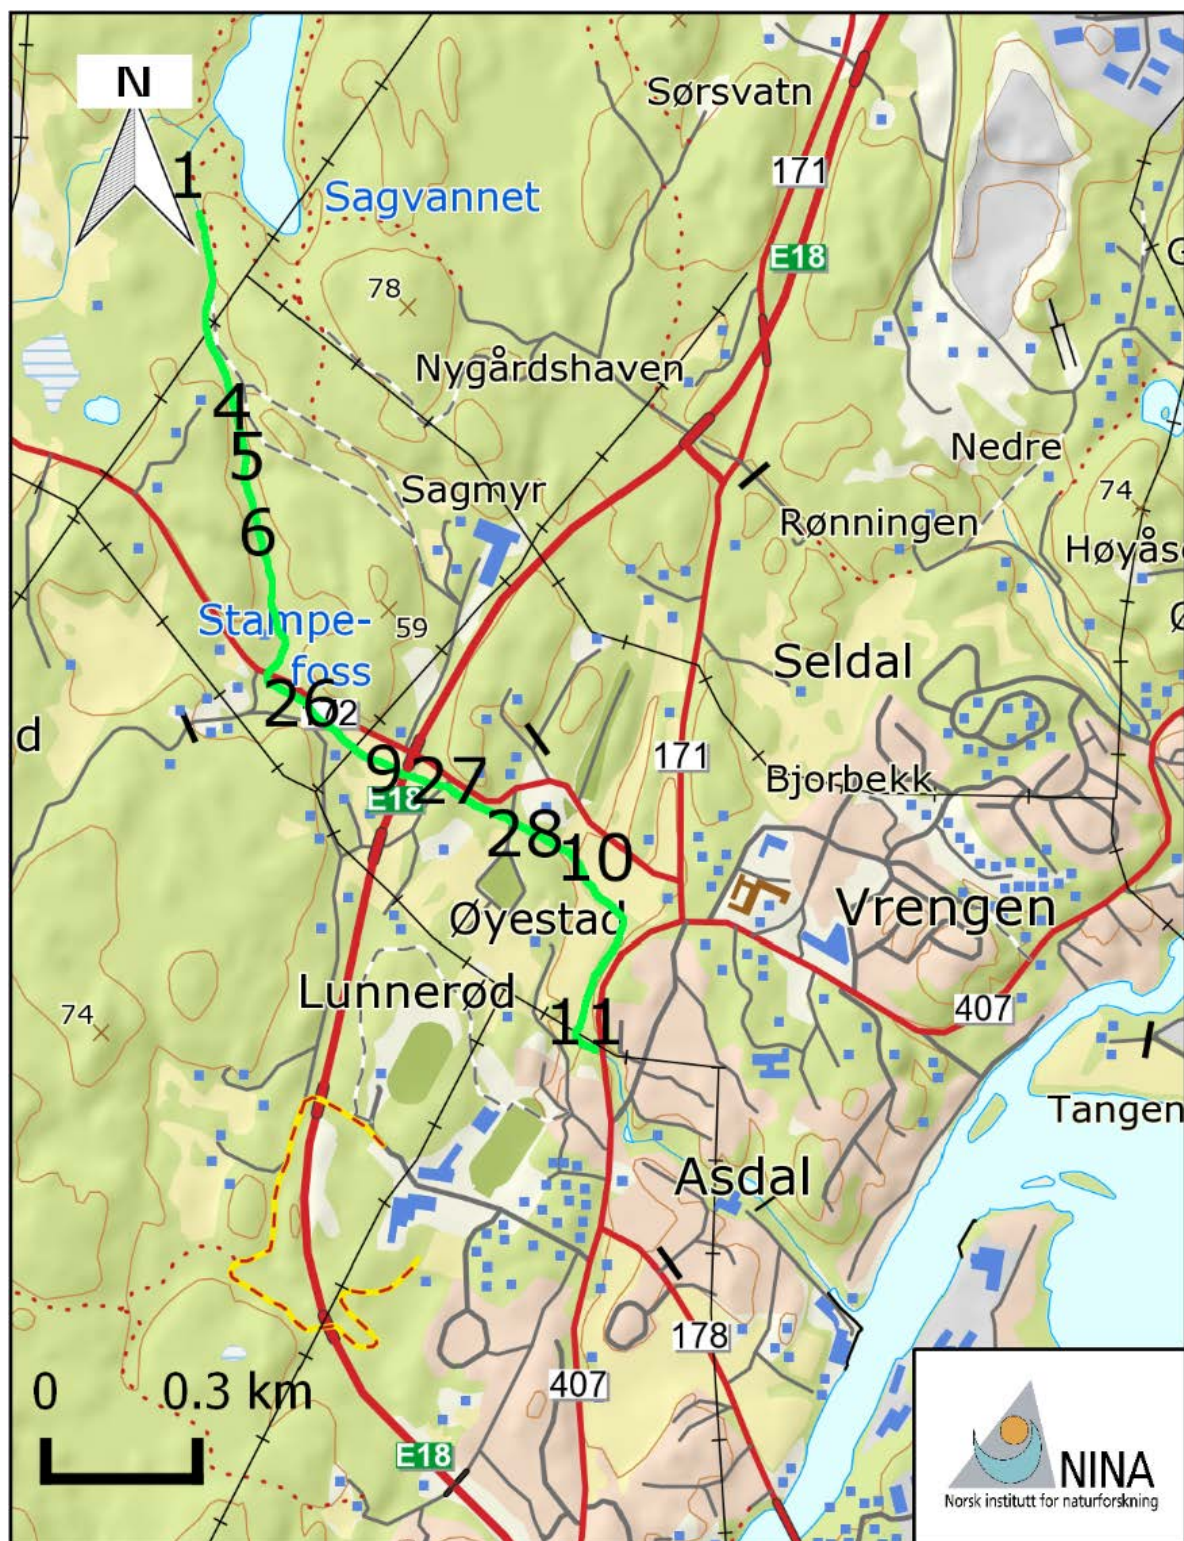 N
Sørsvatn
1
171
Sagvannet
E18
G
78
Nygårdshaven
4
5
Nedre
Sagmyr
74
6
Rønningen
Høyås
Stampe-
foss
59
Ø
Seldal
26
72
d
171
9
27
Bjorbekk
E18
28
10
Øyestad
Vrengen
Lunnerød
74
11
407
Tangen
Asdal
178
0
0.3 km
407
E18
NINA
Norsk institutt for naturforskning